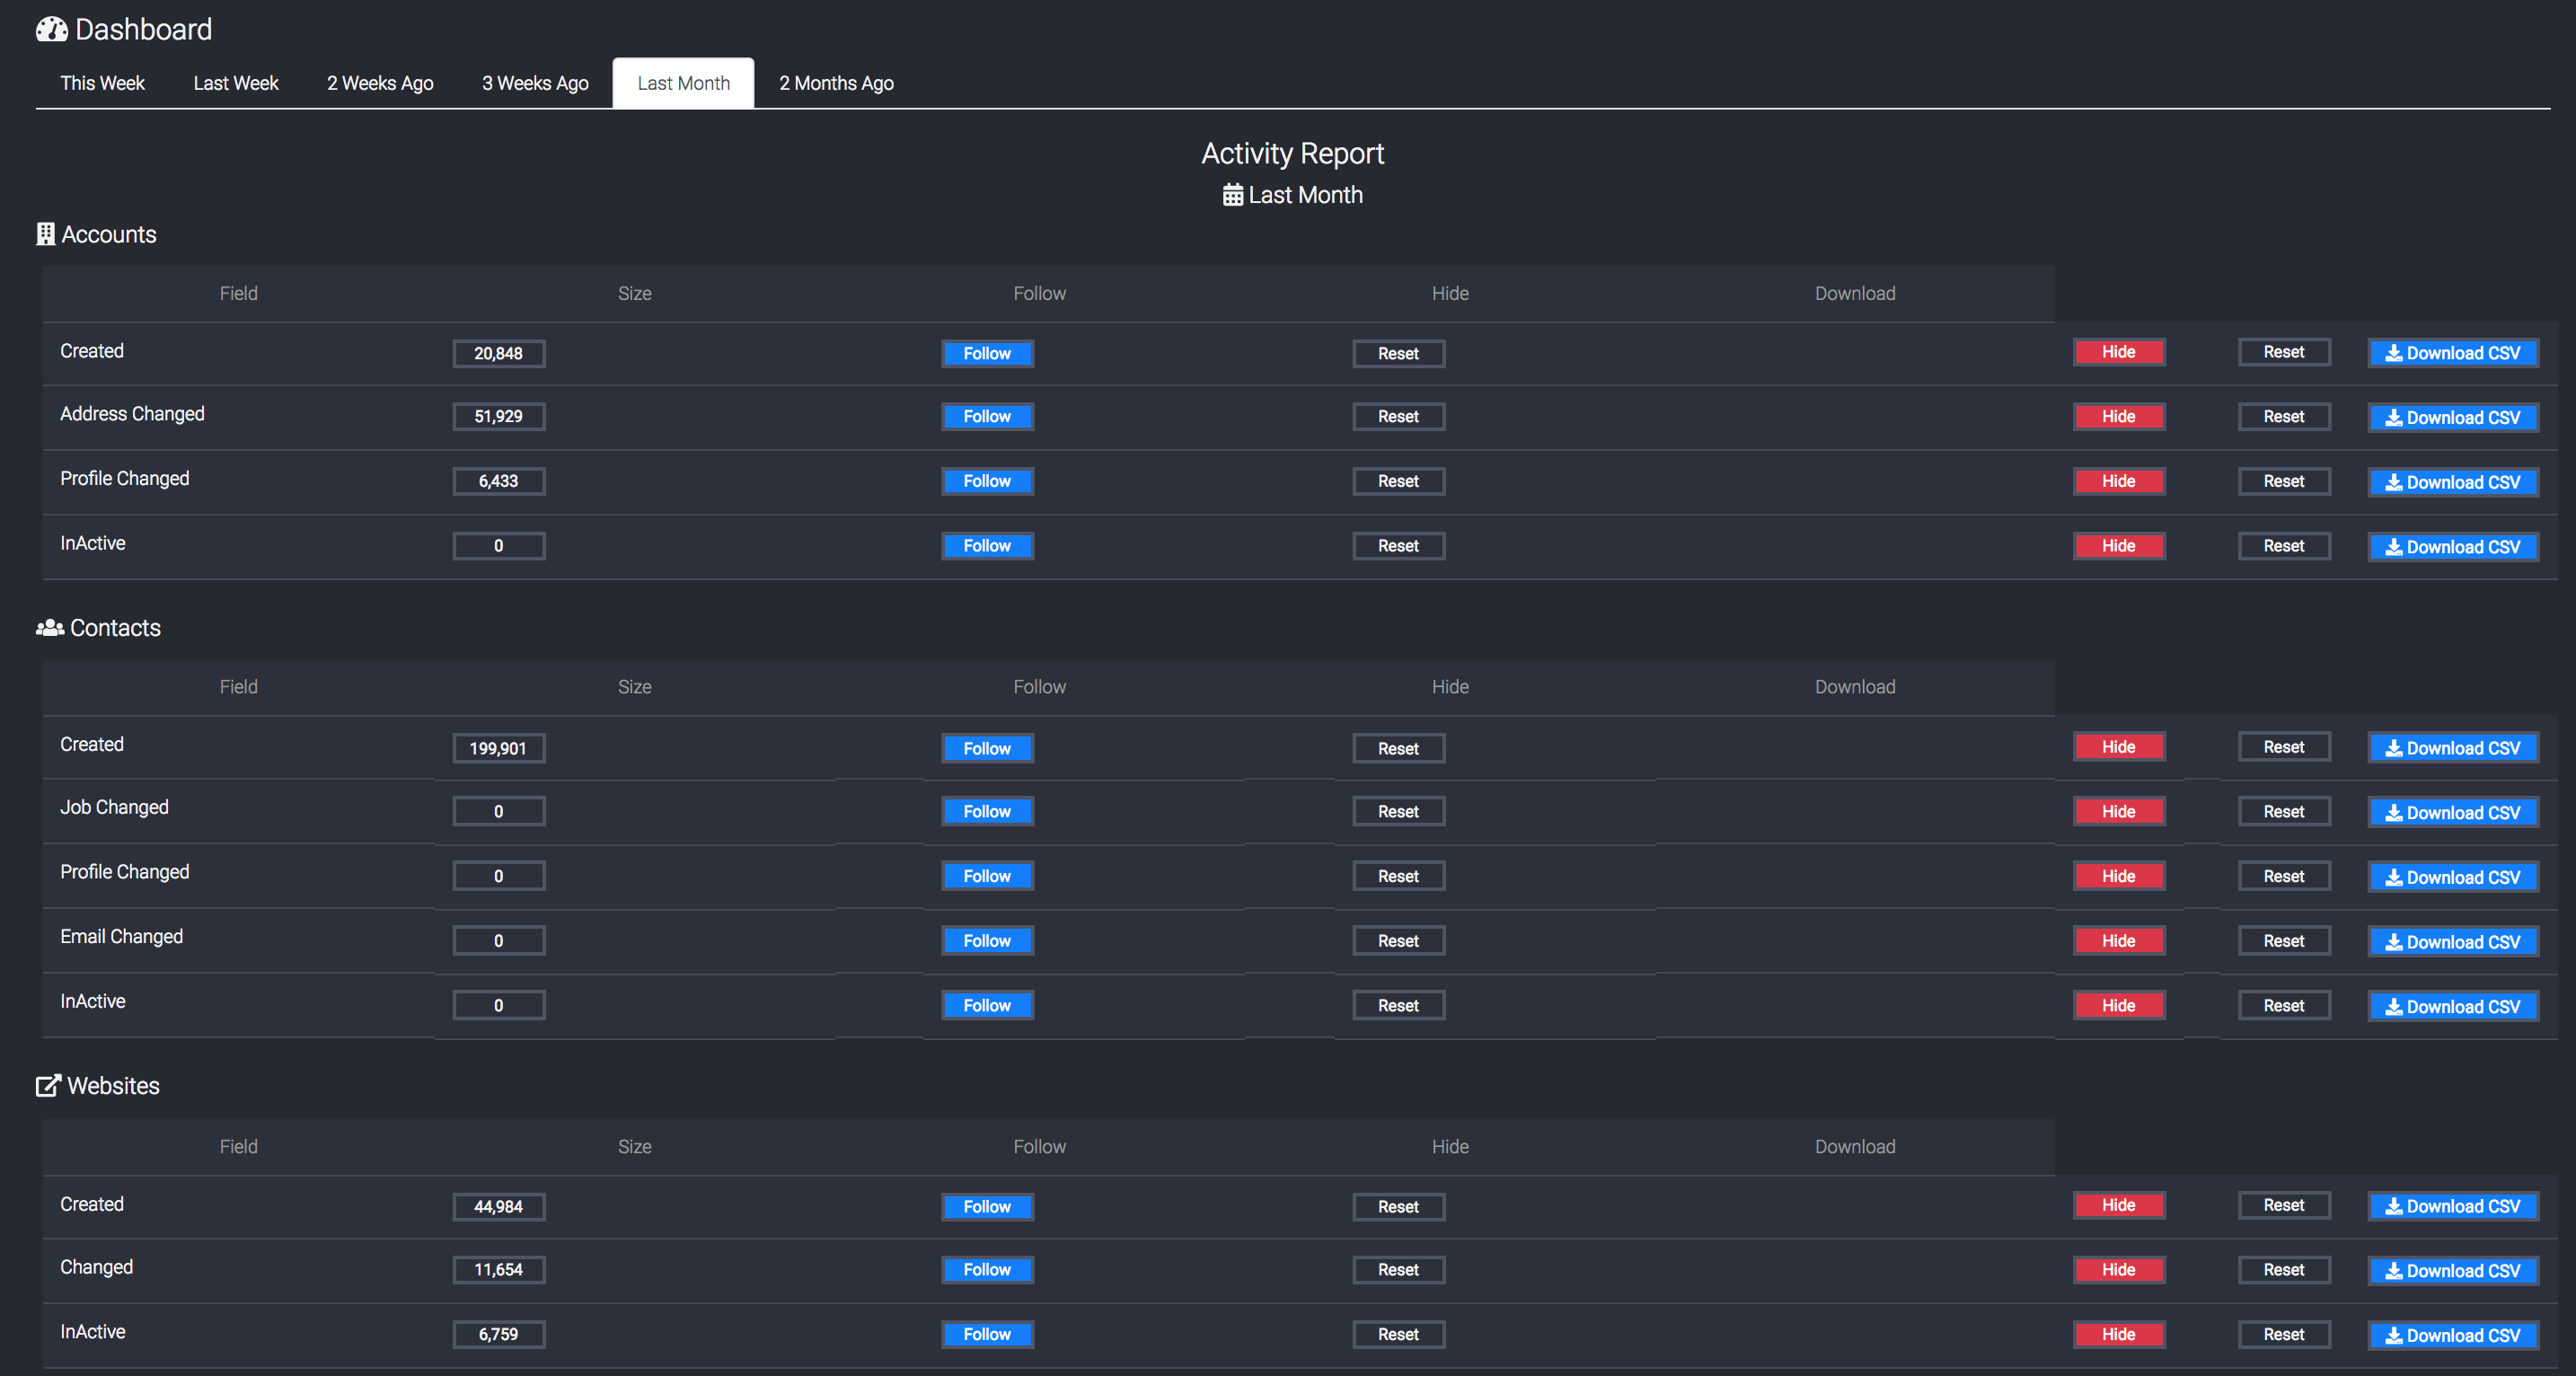 Dashboard
This Week Last Week 2 Weeks Ago 3 Weeks Ago Last Month 2 Months Ago
Activity Report
Last Month
Accounts
Field Size Follow Hide Download
Created 20,848 Follow Reset Hide Reset Download CSV
Address Changed 51,929 Follow Reset Hide Reset Download CSV
Profile Changed 6,433 Follow Reset Hide Reset Download CSV
InActive 0 Follow Reset Hide Reset Download CSV
Contacts
Field Size Follow Hide Download
Created 199,901 Follow Reset Hide Reset Download CSV
Job Changed 0 Follow Reset Hide Reset Download CSV
Profile Changed 0 Follow Reset Hide Reset Download CSV
Email Changed 0 Follow Reset Hide Reset Download CSV
InActive 0 Follow Reset Hide Reset Download CSV
Websites
Field Size Follow Hide Download
Created 44,984 Follow Reset Hide Reset Download CSV
Changed 11,654 Follow Reset Hide Reset Download CSV
InActive 6,759 Follow Reset Hide Reset Download CSV